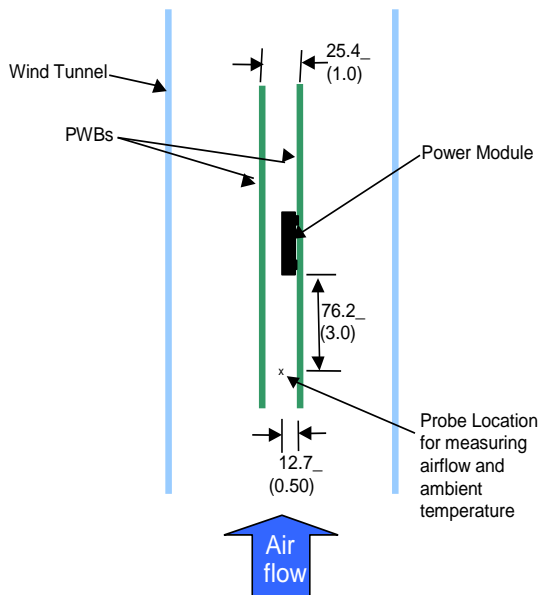 25.4_
(1.0)
Wind Tunnel
PWBs
Power Module
76.2_
(3.0)
x
Probe Location
for measuring
airflow and
ambient
temperature
12.7_
(0.50)
Air
flow